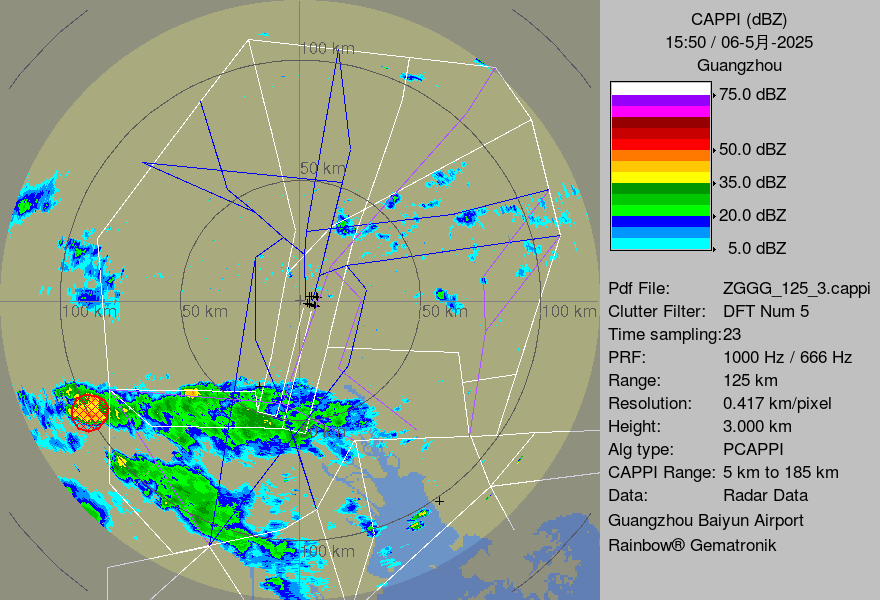 CAPPI (dBZ)
15:50 / 06-5月-2025
Guangzhou
75.0 dBZ
50.0 dBZ
35.0 dBZ
20.0 dBZ
5.0 dBZ
Pdf File: ZGGG_125_3.cappi
Clutter Filter: DFT Num 5
Time sampling:23
PRF: 1000 Hz / 666 Hz
Range: 125 km
Resolution: 0.417 km/pixel
Height: 3.000 km
Alg type: PCAPPI
CAPPI Range: 5 km to 185 km
Data: Radar Data
Guangzhou Baiyun Airport
Rainbow® Gematronik
100 km
50 km
100 km
50 km
50 km
100 km
100 km